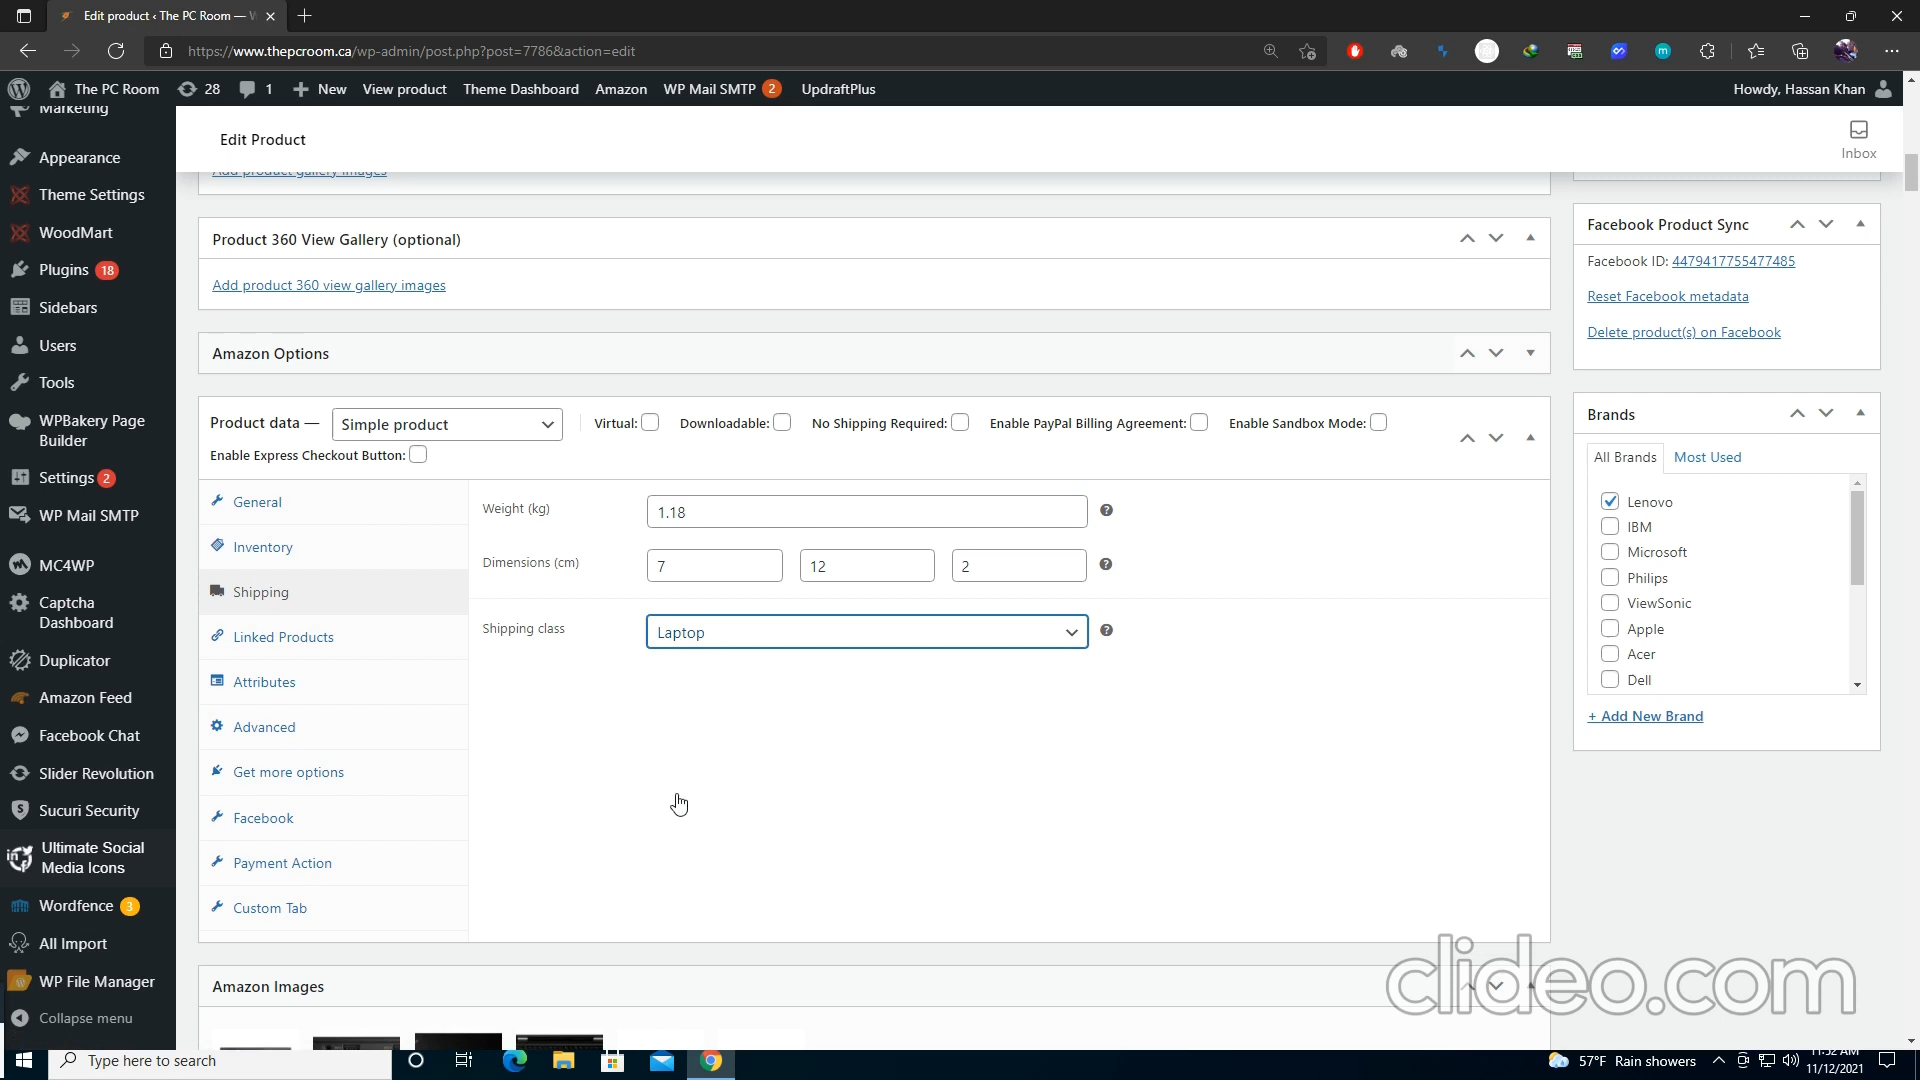 Edit product ‹ The PC Room — W
https://www.thepcroom.ca/wp-admin/post.php?post=7786&action=edit
The PC Room 28 1 New View product Theme Dashboard Amazon WP Mail SMTP 2 UpdraftPlus Howdy, Hassan Khan
Marketing
Appearance
Theme Settings
WoodMart
Plugins 18
Sidebars
Users
Tools
WPBakery Page
Builder
Settings 2
WP Mail SMTP
MC4WP
Captcha
Dashboard
Duplicator
Amazon Feed
Facebook Chat
Slider Revolution
Sucuri Security
Ultimate Social
Media Icons
Wordfence 3
All Import
WP File Manager
Collapse menu
Edit Product
Inbox
Add product gallery images
Product 360 View Gallery (optional)
Add product 360 view gallery images
Amazon Options
Product data — Simple product Virtual: Downloadable: No Shipping Required: Enable PayPal Billing Agreement: Enable Sandbox Mode:
Enable Express Checkout Button:
General
Inventory
Shipping
Linked Products
Attributes
Advanced
Get more options
Facebook
Payment Action
Custom Tab
Weight (kg) 1.18
Dimensions (cm) 7 12 2
Shipping class Laptop
Amazon Images
Facebook Product Sync
Facebook ID: 4479417755477485
Reset Facebook metadata
Delete product(s) on Facebook
Brands
All Brands Most Used
Lenovo
IBM
Microsoft
Philips
ViewSonic
Apple
Acer
Dell
+ Add New Brand
clideo.com
Type here to search
57°F Rain showers
11:52 AM
11/12/2021